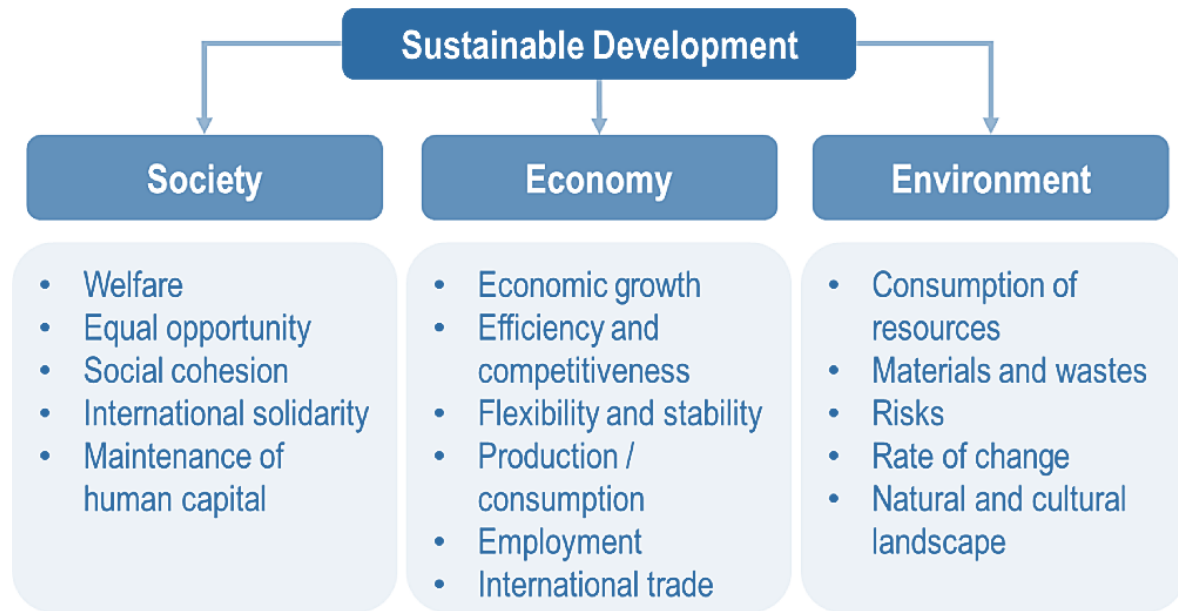 Sustainable Development
Society
Economy
Environment
• Welfare
• Equal opportunity
• Social cohesion
• International solidarity
• Maintenance of
human capital
• Economic growth
• Efficiency and
competitiveness
• Flexibility and stability
• Production /
consumption
• Employment
• International trade
• Consumption of
resources
• Materials and wastes
• Risks
• Rate of change
• Natural and cultural
landscape